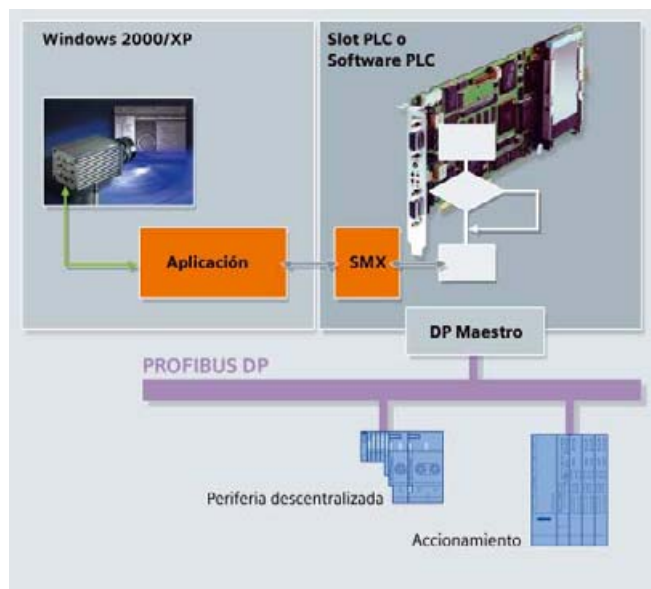 Windows 2000/XP
Slot PLC o
Software PLC
Aplicación
SMX
DP Maestro
PROFIBUS DP
Periferia descentralizada
Accionamiento